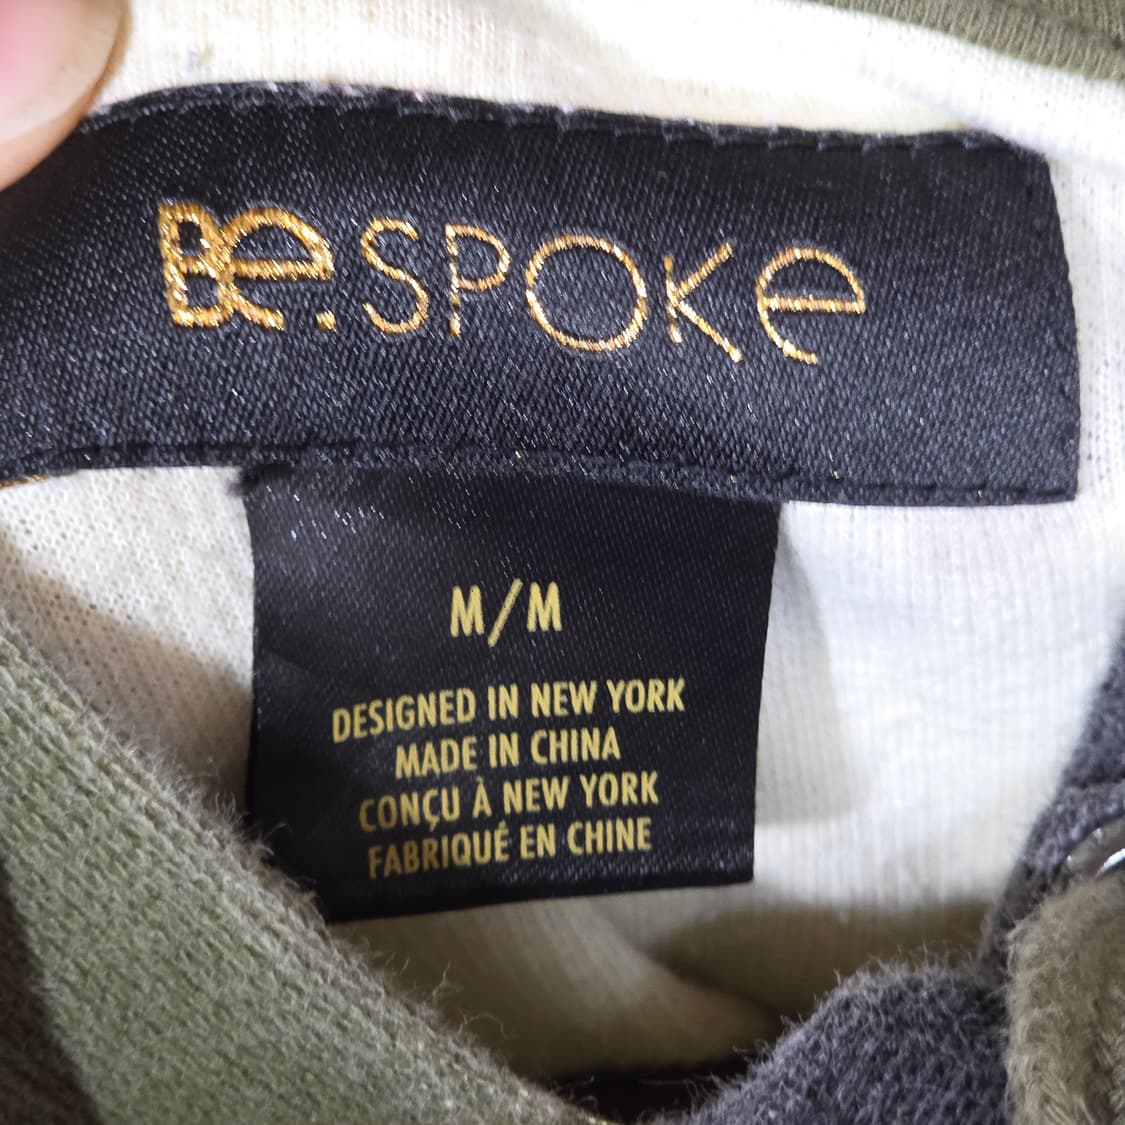 Be.SPOKe
M/M
DESIGNED IN NEW YORK
MADE IN CHINA
CONÇU À NEW YORK
FABRIQUÉ EN CHINE